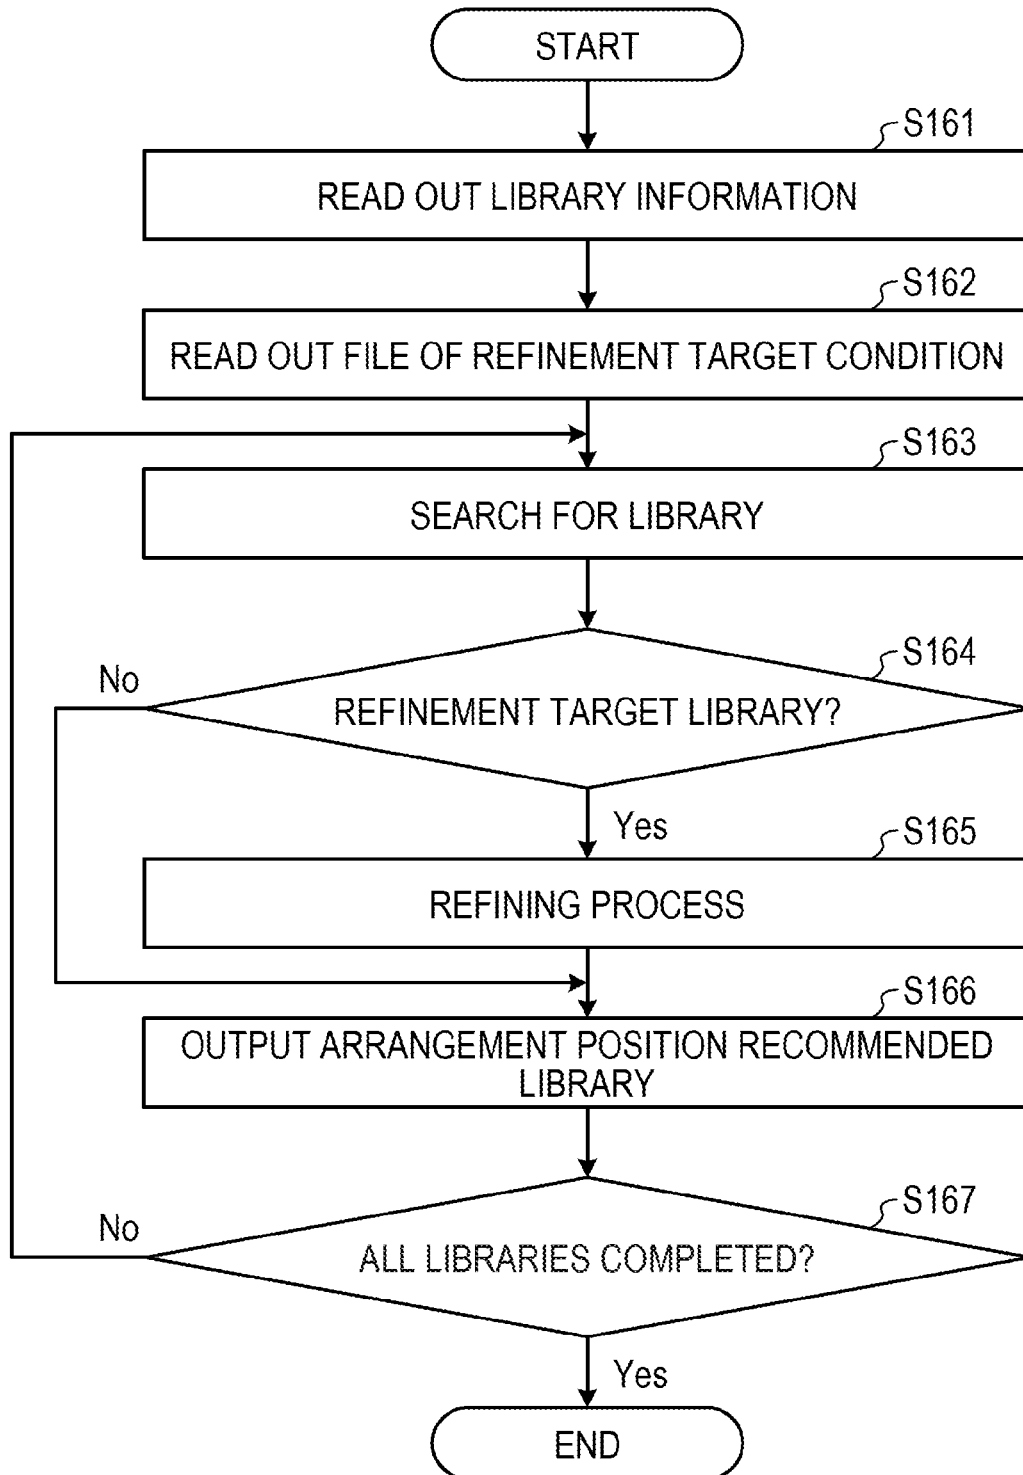 START
S161
READ OUT LIBRARY INFORMATION
S162
READ OUT FILE OF REFINEMENT TARGET CONDITION
S163
SEARCH FOR LIBRARY
S164
No
REFINEMENT TARGET LIBRARY?
Yes
S165
REFINING PROCESS
S166
OUTPUT ARRANGEMENT POSITION RECOMMENDED
LIBRARY
S167
No
ALL LIBRARIES COMPLETED?
Yes
END